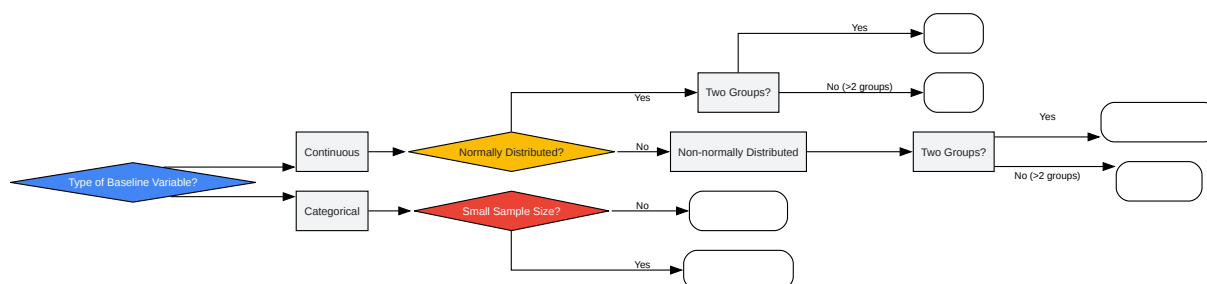 Yes
Two Groups?
No (>2 groups)
Yes
Yes
Continuous
Normally Distributed?
No
Non-normally Distributed
Two Groups?
Type of Baseline Variable?
No (>2 groups)
Categorical
Small Sample Size?
No
Yes